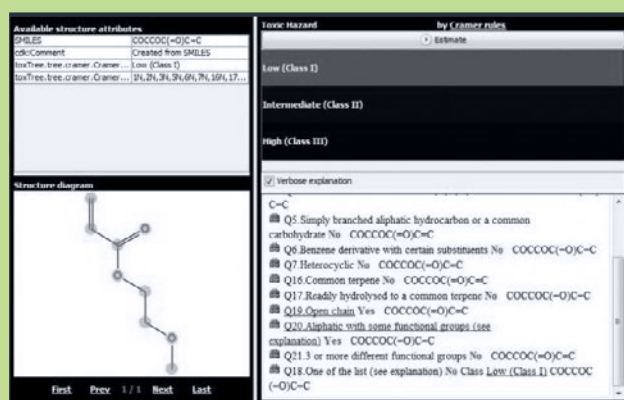 Available structure attributes
SMILES COCCOC(=O)C=C
cdk:Comment Created from SMILES
toxTree.tree.cramer.Cramer... Low (Class I)
toxTree.tree.cramer.Cramer... 1N,2N,3N,5N,6N,7N,16N,17...
Structure diagram
First Prev 1 / 1 Next Last
Toxic Hazard by Cramer rules
Estimate
Low (Class I)
Intermediate (Class II)
High (Class III)
Verbose explanation
C=C
Q5.Simply branched aliphatic hydrocarbon or a common
carbohydrate No COCCOC(=O)C=C
Q6.Benzene derivative with certain substituents No COCCOC(=O)C=C
Q7.Heterocyclic No COCCOC(=O)C=C
Q16.Common terpene No COCCOC(=O)C=C
Q17.Readily hydrolysed to a common terpene No COCCOC(=O)C=C
Q19.Open chain Yes COCCOC(=O)C=C
Q20.Aliphatic with some functional groups (see
explanation) Yes COCCOC(=O)C=C
Q21.3 or more different functional groups No COCCOC(=O)C=C
Q18.One of the list (see explanation) No Class Low (Class I) COCCOC
(=O)C=C